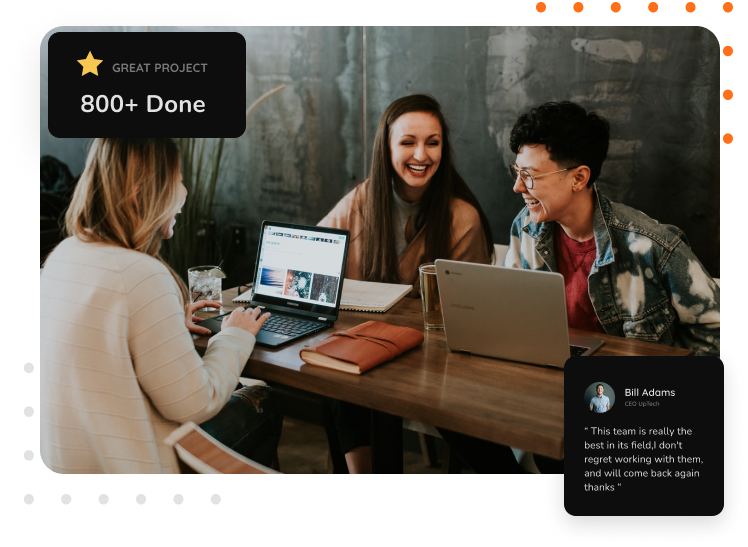 GREAT PROJECT
800+ Done
Bill Adams
CEO UpTech
“ This team is really the
best in its field,I don't
regret working with them,
and will come back again
thanks ”